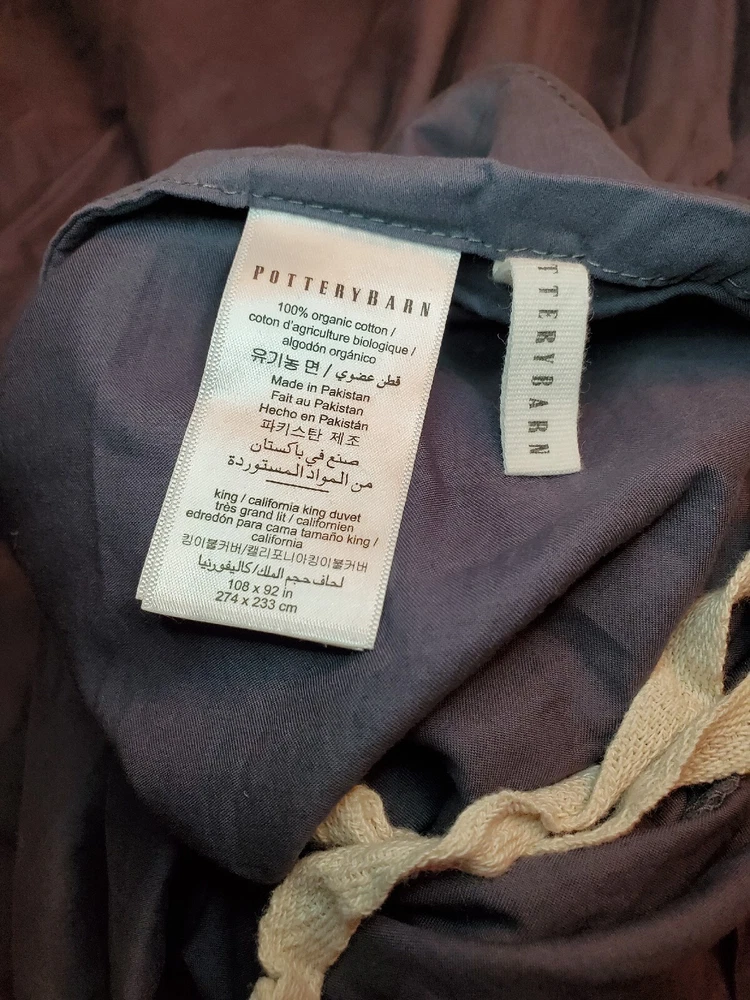 POTTERYBARN
100% organic cotton /
coton d'agriculture biologique /
algodón orgánico
유기농 면 / قطن عضوي
Made in Pakistan
Fait au Pakistan
Hecho en Pakistán
파키스탄 제조
صنع في باكستان
من المواد المستوردة
king / california king duvet
très grand lit / californien
edredón para cama tamaño king /
california
킹이불커버/캘리포니아킹이불커버
لحاف حجم الملك/كاليفورنيا
108 x 92 in
274 x 233 cm
TTERYBARN